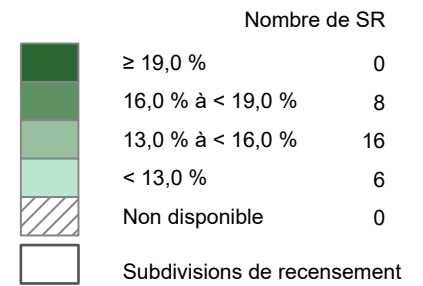 Nombre de SR
≥ 19,0 % 0
16,0 % à < 19,0 % 8
13,0 % à < 16,0 % 16
< 13,0 % 6
Non disponible 0
Subdivisions de recensement